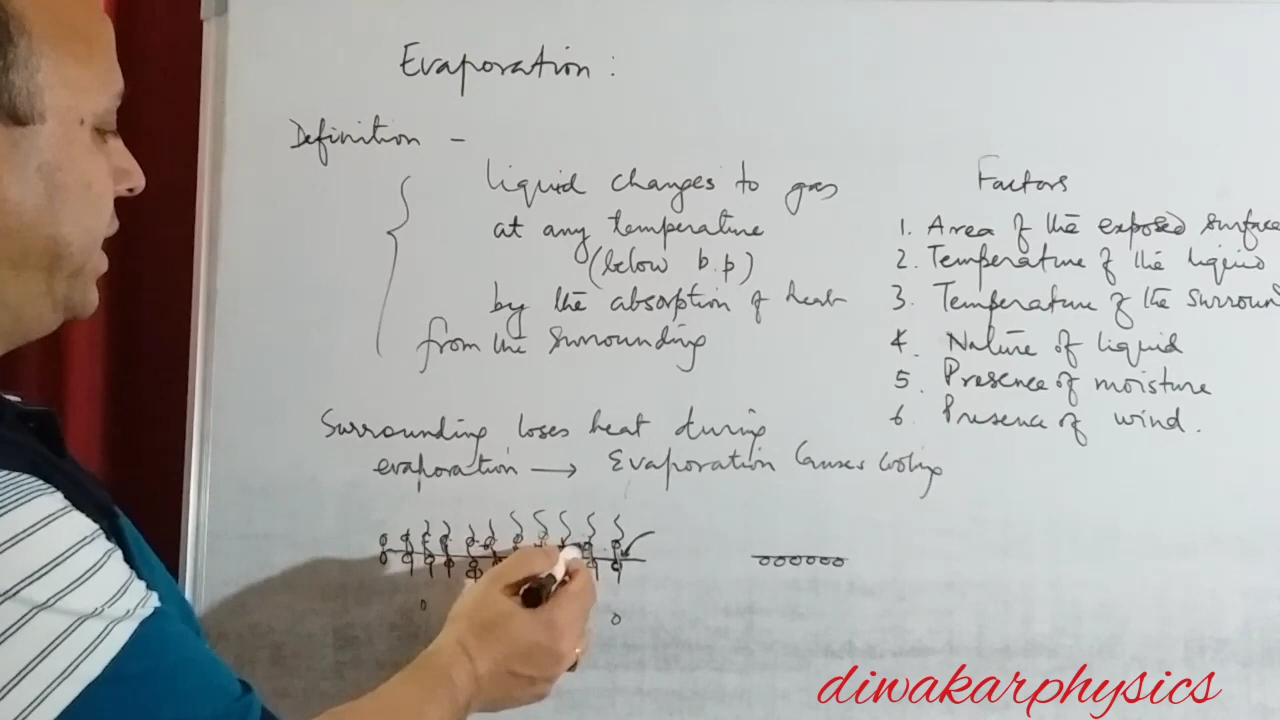 Evaporation :
Definition -
liquid changes to gas
at any temperature
(below b.p)
by the absorption of heat
from the surrounding
Surrounding loses heat during
evaporation → Evaporation causes cooling
Factors
1. Area of the exposed surface
2. Temperature of the liquid
3. Temperature of the surroun
4. Nature of liquid
5. Presence of moisture
6. Presence of wind.
diwakarphysics